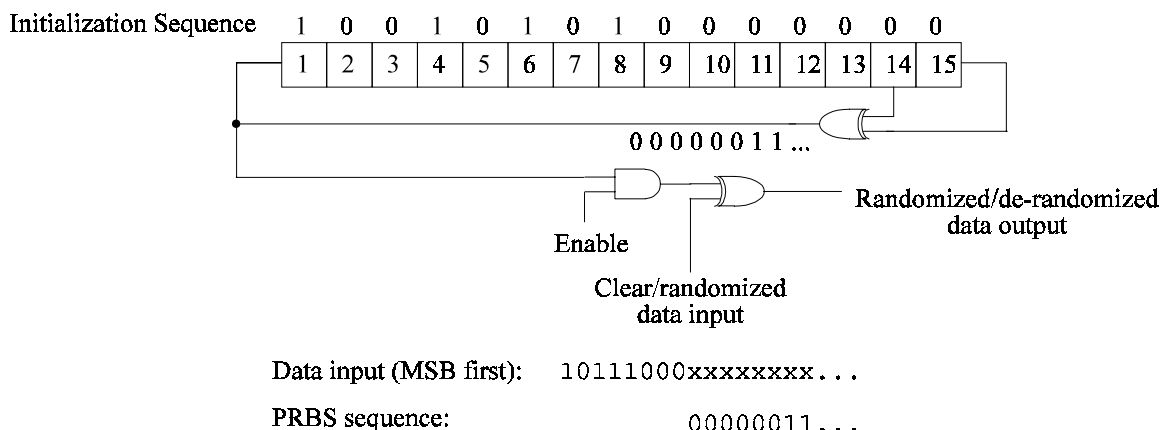 Initialization Sequence 1 0 0 1 0 1 0 1 0 0 0 0 0 0 0
1 2 3 4 5 6 7 8 9 10 11 12 13 14 15
0 0 0 0 0 0 1 1 ...
Enable
Clear/randomized
data input
Randomized/de-randomized
data output
Data input (MSB first): 10111000xxxxxxxx...
PRBS sequence: 00000011...